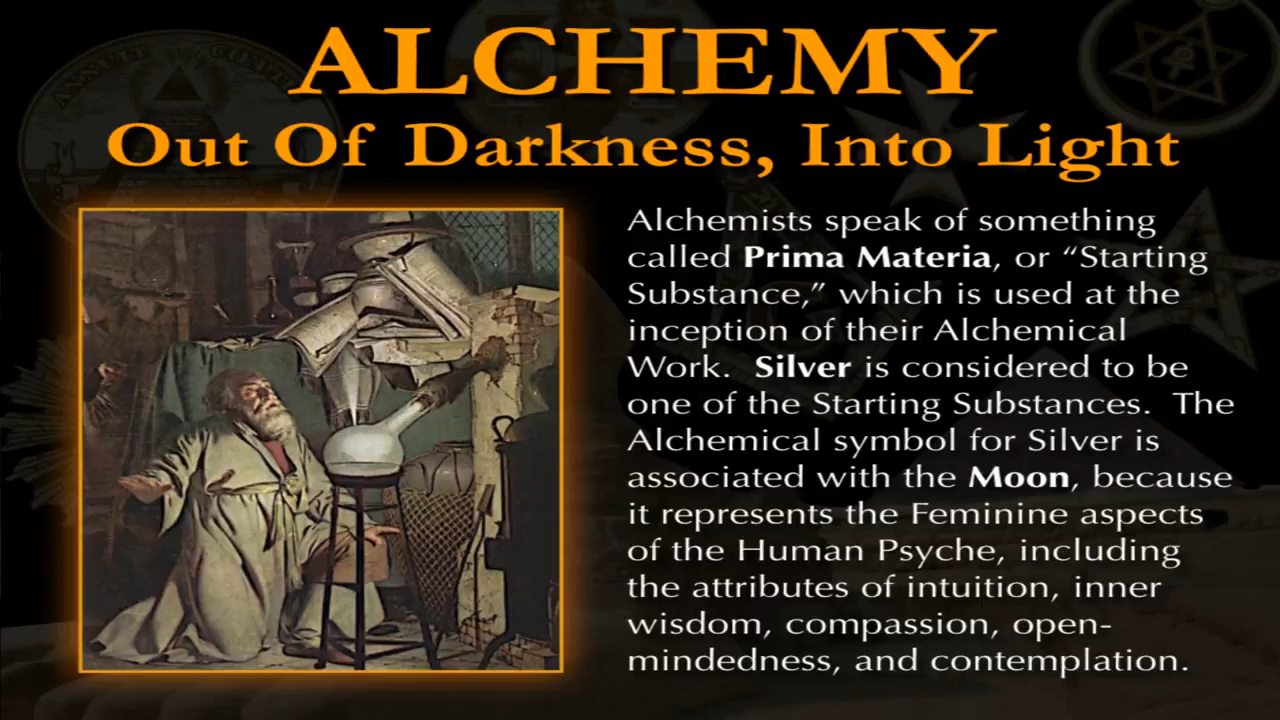 ANNUIT CŒPTIS
ALCHEMY
Out Of Darkness, Into Light
Alchemists speak of something
called Prima Materia, or “Starting
Substance,” which is used at the
inception of their Alchemical
Work.  Silver is considered to be
one of the Starting Substances.  The
Alchemical symbol for Silver is
associated with the Moon, because
it represents the Feminine aspects
of the Human Psyche, including
the attributes of intuition, inner
wisdom, compassion, open-
mindedness, and contemplation.